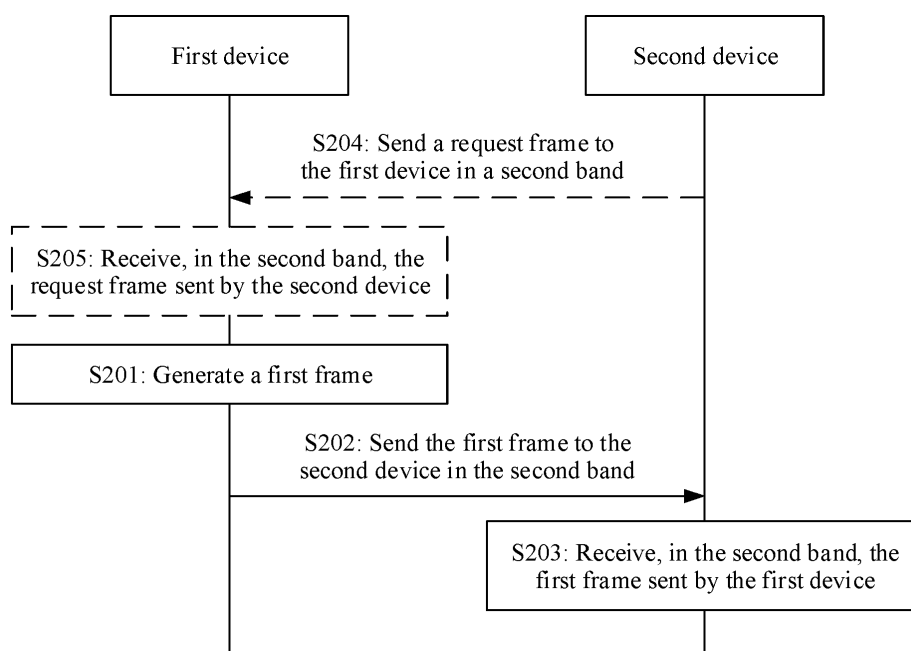 First device
Second device
S204: Send a request frame to
the first device in a second band
S205: Receive, in the second band, the
request frame sent by the second device
S201: Generate a first frame
S202: Send the first frame to the
second device in the second band
S203: Receive, in the second band, the
first frame sent by the first device